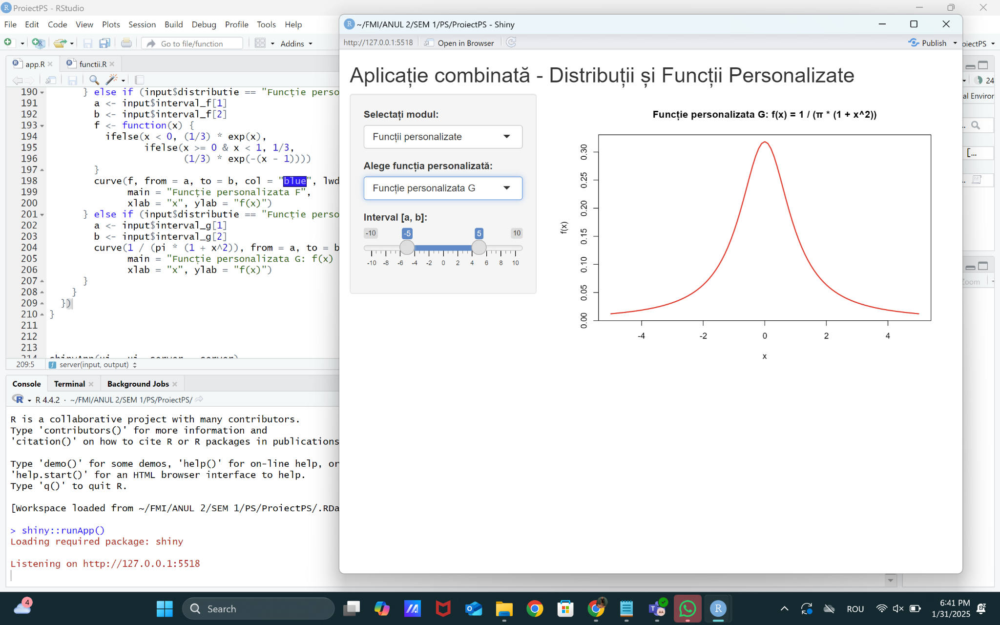 ProiectPS - RStudio
File Edit Code View Plots Session Build Debug Profile Tools Help
Go to file/function
Addins
app.R
functii.R
190 } else if (input$distributie == "Funcție perso
191 a <- input$interval_f[1]
192 b <- input$interval_f[2]
193 f <- function(x) {
194 ifelse(x < 0, (1/3) * exp(x),
195 ifelse(x >= 0 & x < 1, 1/3,
196 (1/3) * exp(-(x - 1))))
197 }
198 curve(f, from = a, to = b, col = "blue", lwd
199 main = "Funcție personalizata F",
200 xlab = "x", ylab = "f(x)")
201 } else if (input$distributie == "Funcție perso
202 a <- input$interval_g[1]
203 b <- input$interval_g[2]
204 curve(1 / (pi * (1 + x^2)), from = a, to = b
205 main = "Funcție personalizata G: f(x)
206 xlab = "x", ylab = "f(x)")
207 }
208 }
209 })
210 }
211
212
213
209:5 server(input, output)
Console Terminal Background Jobs
R 4.4.2 · ~/FMI/ANUL 2/SEM 1/PS/ProiectPS/
R is a collaborative project with many contributors.
Type 'contributors()' for more information and
'citation()' on how to cite R or R packages in publications
Type 'demo()' for some demos, 'help()' for on-line help, or
'help.start()' for an HTML browser interface to help.
Type 'q()' to quit R.
[Workspace loaded from ~/FMI/ANUL 2/SEM 1/PS/ProiectPS/.RDa
> shiny::runApp()
Loading required package: shiny
Listening on http://127.0.0.1:5518
~/FMI/ANUL 2/SEM 1/PS/ProiectPS - Shiny
http://127.0.0.1:5518
Open in Browser
Publish
Aplicație combinată - Distribuții și Funcții Personalizate
Selectați modul:
Funcții personalizate
Alege funcția personalizată:
Funcție personalizata G
Interval [a, b]:
-10 -5 5 10
-10 -8 -6 -4 -2 0 2 4 6 8 10
Funcție personalizata G: f(x) = 1 / (π * (1 + x^2))
f(x)
0.30
0.25
0.20
0.15
0.10
0.05
0.00
-4 -2 0 2 4
x
oiectPS
24
al Enviror
[...
Zoom
4
Search
ROU
6:41 PM
1/31/2025